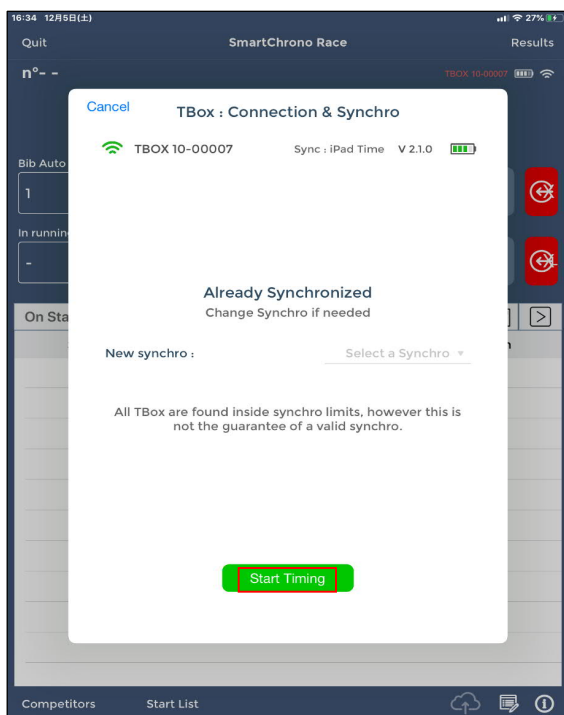 16:34 12月5日(土) 27%
Quit SmartChrono Race Results
n°- - TBOX 10-00007
Cancel TBox : Connection & Synchro
TBOX 10-00007 Sync : iPad Time V 2.1.0
Bib Auto
1
In runnin
-
Already Synchronized
Change Synchro if needed
On Sta
New synchro : Select a Synchro
All TBox are found inside synchro limits, however this is
not the guarantee of a valid synchro.
Start Timing
Competitors Start List